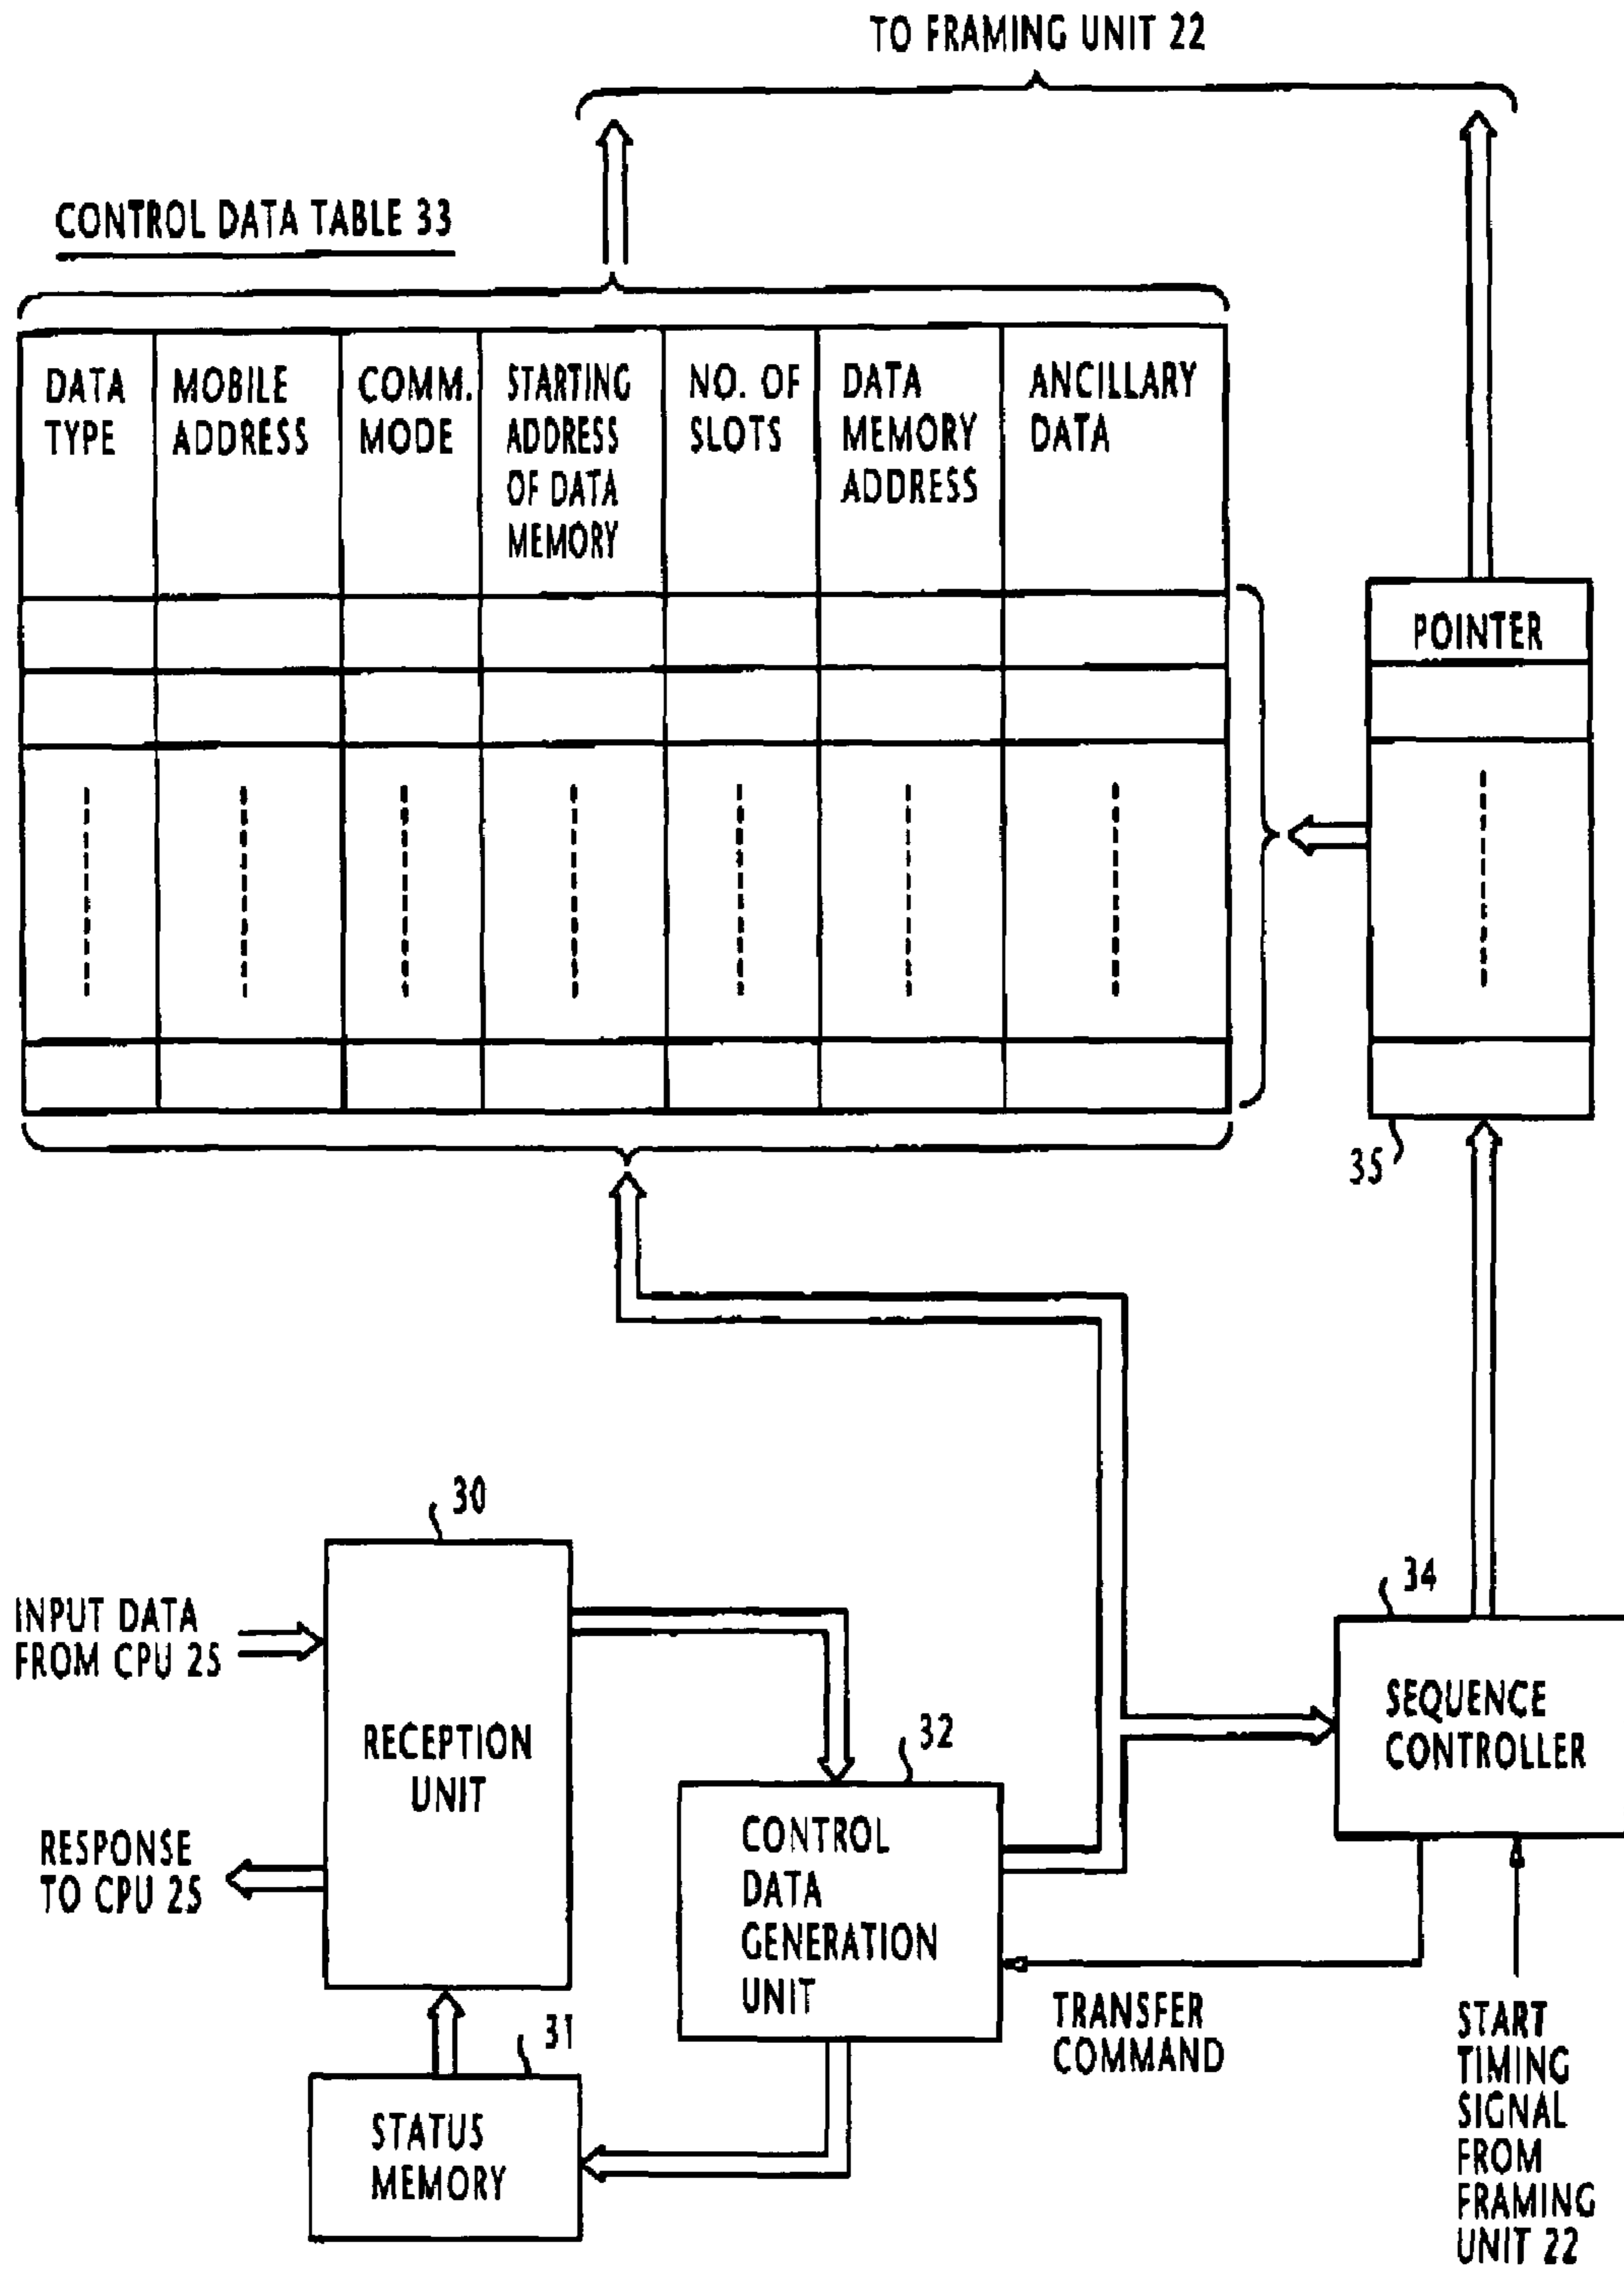 TO FRAMING UNIT 22
CONTROL DATA TABLE 33
DATA
TYPE
MOBILE
ADDRESS
COMM.
MODE
STARTING
ADDRESS
OF DATA
MEMORY
NO. OF
SLOTS
DATA
MEMORY
ADDRESS
ANCILLARY
DATA
POINTER
35
30
INPUT DATA
FROM CPU 25
RECEPTION
UNIT
RESPONSE
TO CPU 25
34
SEQUENCE
CONTROLLER
32
CONTROL
DATA
GENERATION
UNIT
TRANSFER
COMMAND
31
STATUS
MEMORY
START
TIMING
SIGNAL
FROM
FRAMING
UNIT 22